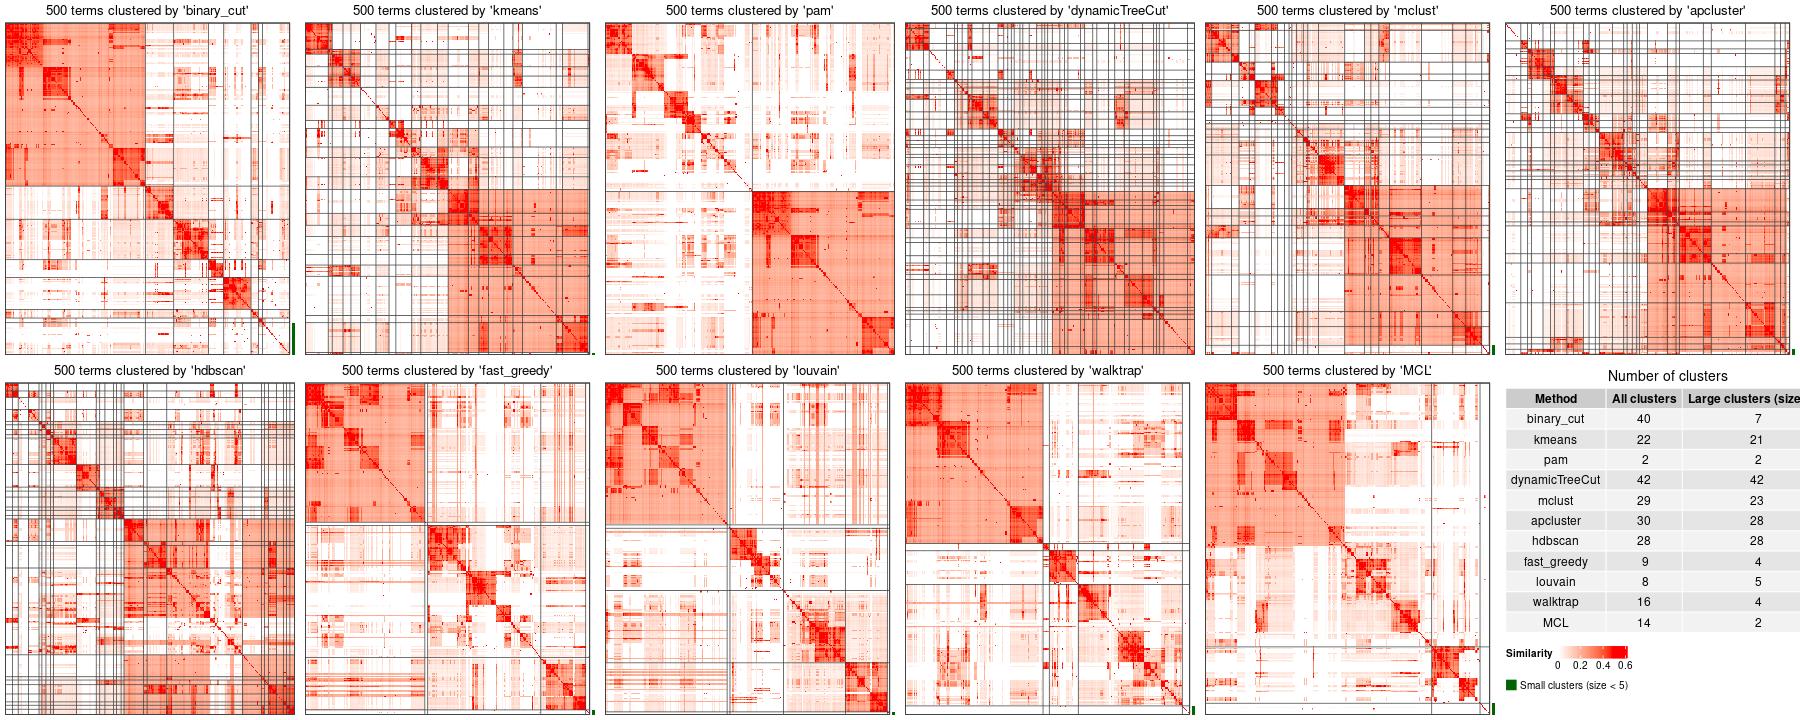 500 terms clustered by 'binary_cut'
500 terms clustered by 'kmeans'
500 terms clustered by 'pam'
500 terms clustered by 'dynamicTreeCut'
500 terms clustered by 'mclust'
500 terms clustered by 'apcluster'
500 terms clustered by 'hdbscan'
500 terms clustered by 'fast_greedy'
500 terms clustered by 'louvain'
500 terms clustered by 'walktrap'
500 terms clustered by 'MCL'
Number of clusters
Method All clusters Large clusters (size
binary_cut 40 7
kmeans 22 21
pam 2 2
dynamicTreeCut 42 42
mclust 29 23
apcluster 30 28
hdbscan 28 28
fast_greedy 9 4
louvain 8 5
walktrap 16 4
MCL 14 2
Similarity
0 0.2 0.4 0.6
Small clusters (size < 5)